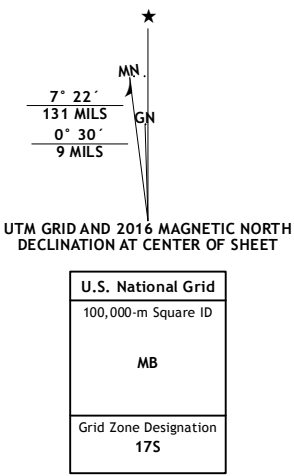 MN
7° 22´
131 MILS
GN
0° 30´
9 MILS
UTM GRID AND 2016 MAGNETIC NORTH
DECLINATION AT CENTER OF SHEET
U.S. National Grid
100,000-m Square ID
MB
Grid Zone Designation
17S